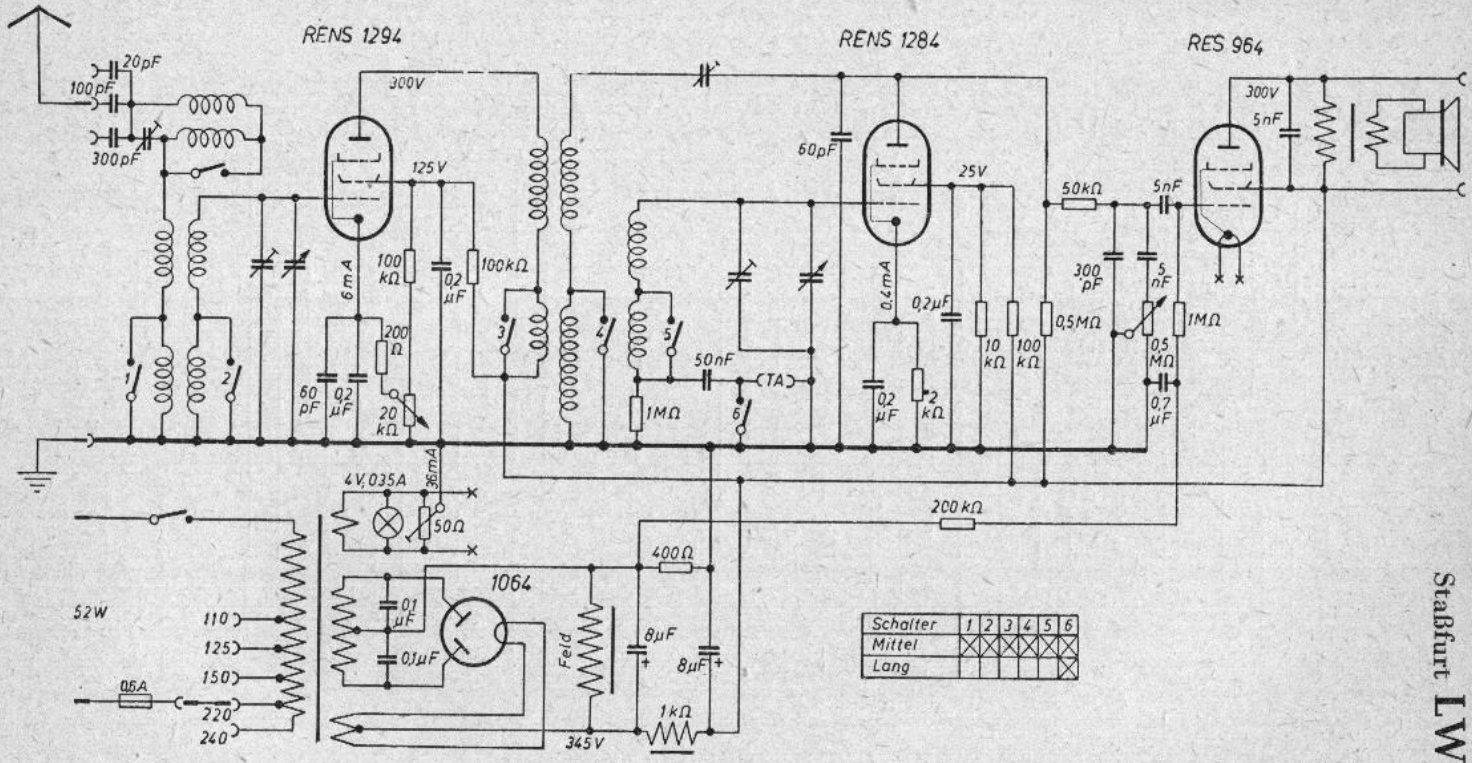 RENS 1294
RENS 1284
RES 964
20pF
100pF
300pF
300V
125V
6mA
100
kΩ
0,2
μF
100kΩ
200
Ω
60
pF
0,2
μF
20
kΩ
1
2
3
4
5
6
60pF
25V
0,4mA
0,2μF
10
kΩ
100
kΩ
0,5MΩ
50kΩ
5nF
300V
5nF
300
pF
5
nF
0,5
MΩ
1MΩ
0,7
μF
50nF
TA
1MΩ
0,2
μF
2
kΩ
36mA
4V,035A
50Ω
200kΩ
400Ω
1064
0,1
μF
0,1μF
Feld
8μF
+
8μF
+
1kΩ
345V
52W
110
125
150
220
240
0,6A
Schalter 1 2 3 4 5 6
Mittel
Lang
Staßfurt LW